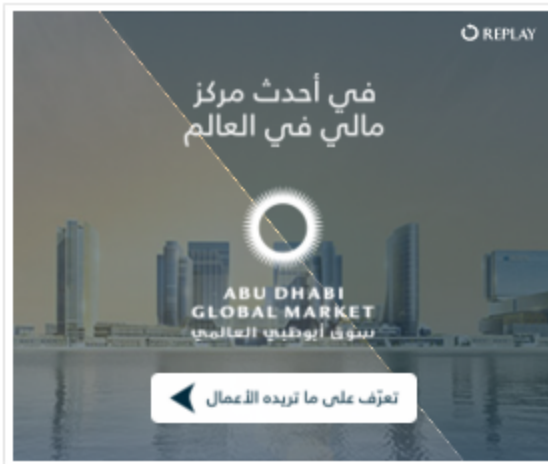 REPLAY
في أحدث مركز
مالي في العالم
ABU DHABI
GLOBAL MARKET
سوق أبوظبي العالمي
تعرّف على ما تريده الأعمال